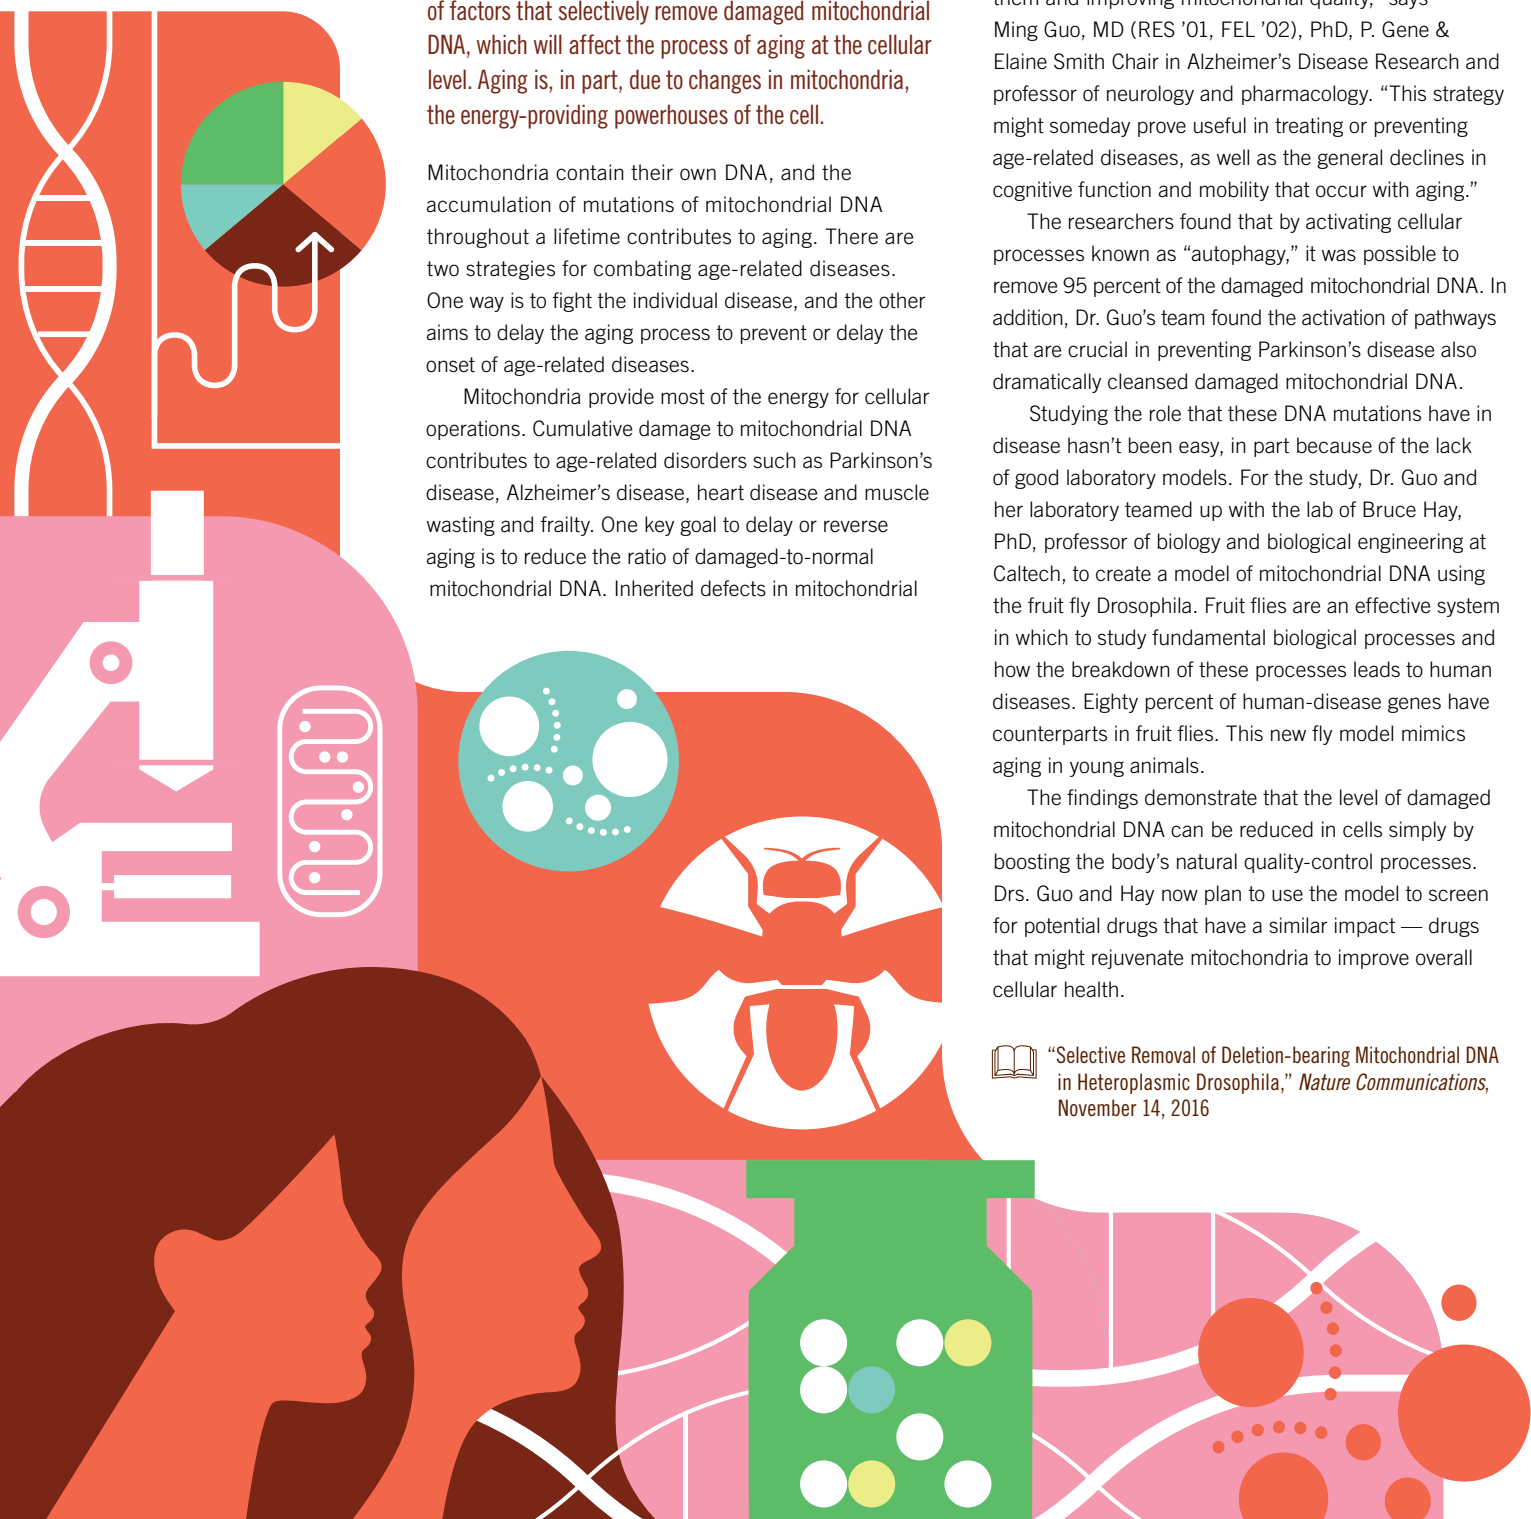 of factors that selectively remove damaged mitochondrial
DNA, which will affect the process of aging at the cellular
level. Aging is, in part, due to changes in mitochondria,
the energy-providing powerhouses of the cell.
Mitochondria contain their own DNA, and the
accumulation of mutations of mitochondrial DNA
throughout a lifetime contributes to aging. There are
two strategies for combating age-related diseases.
One way is to fight the individual disease, and the other
aims to delay the aging process to prevent or delay the
onset of age-related diseases.
Mitochondria provide most of the energy for cellular
operations. Cumulative damage to mitochondrial DNA
contributes to age-related disorders such as Parkinson’s
disease, Alzheimer’s disease, heart disease and muscle
wasting and frailty. One key goal to delay or reverse
aging is to reduce the ratio of damaged-to-normal
mitochondrial DNA. Inherited defects in mitochondrial
them and improving mitochondrial quality,” says
Ming Guo, MD (RES ’01, FEL ’02), PhD, P. Gene &
Elaine Smith Chair in Alzheimer’s Disease Research and
professor of neurology and pharmacology. “This strategy
might someday prove useful in treating or preventing
age-related diseases, as well as the general declines in
cognitive function and mobility that occur with aging.”
The researchers found that by activating cellular
processes known as “autophagy,” it was possible to
remove 95 percent of the damaged mitochondrial DNA. In
addition, Dr. Guo’s team found the activation of pathways
that are crucial in preventing Parkinson’s disease also
dramatically cleansed damaged mitochondrial DNA.
Studying the role that these DNA mutations have in
disease hasn’t been easy, in part because of the lack
of good laboratory models. For the study, Dr. Guo and
her laboratory teamed up with the lab of Bruce Hay,
PhD, professor of biology and biological engineering at
Caltech, to create a model of mitochondrial DNA using
the fruit fly Drosophila. Fruit flies are an effective system
in which to study fundamental biological processes and
how the breakdown of these processes leads to human
diseases. Eighty percent of human-disease genes have
counterparts in fruit flies. This new fly model mimics
aging in young animals.
The findings demonstrate that the level of damaged
mitochondrial DNA can be reduced in cells simply by
boosting the body’s natural quality-control processes.
Drs. Guo and Hay now plan to use the model to screen
for potential drugs that have a similar impact — drugs
that might rejuvenate mitochondria to improve overall
cellular health.
“Selective Removal of Deletion-bearing Mitochondrial DNA
in Heteroplasmic Drosophila,” Nature Communications,
November 14, 2016